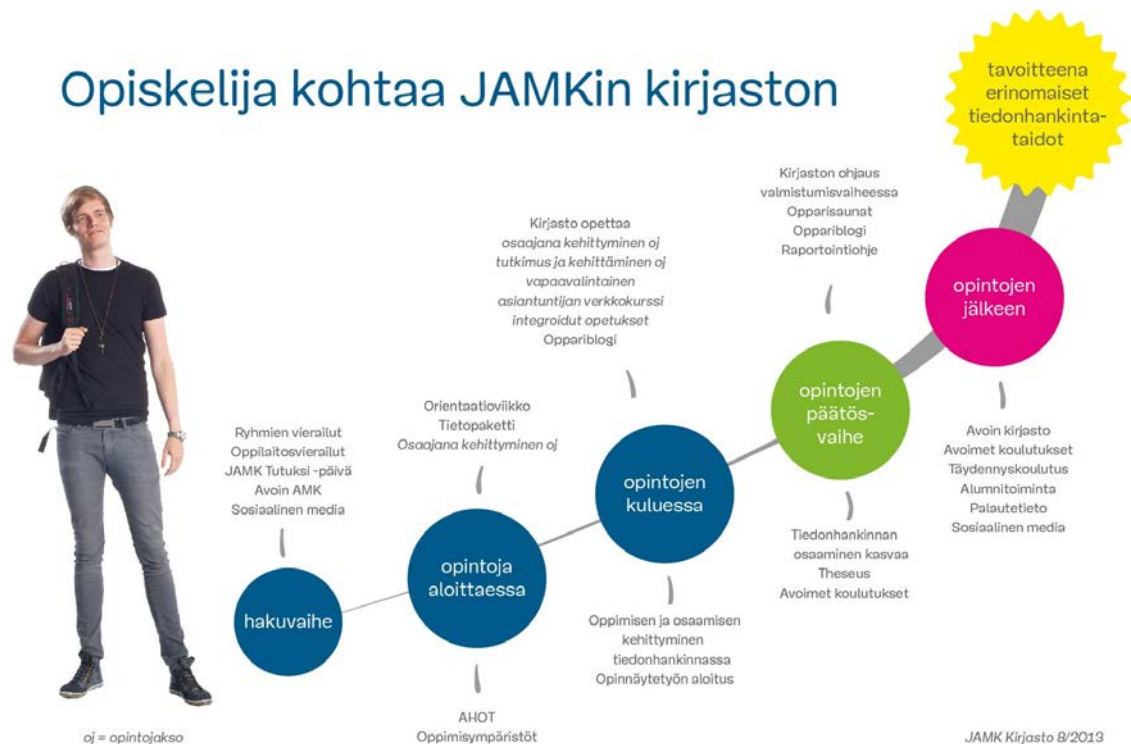 Opiskelija kohtaa JAMKin kirjaston
tavoitteena
erinomaiset
tiedonhankinta-
taidot
Ryhmien vierailut
Oppilaitosvierailut
JAMK Tutuksi -päivä
Avoin AMK
Sosiaalinen media
hakuvaihe
Orientaatioviikko
Tietopaketti
Osaajana kehittyminen oj
opintoja
aloittaessa
AHOT
Oppimisympäristöt
Kirjasto opettaa
osaajana kehittyminen oj
tutkimus ja kehittäminen oj
vapaavalintainen
asiantuntijan verkkokurssi
integroidut opetukset
Oppariblogi
opintojen
kuluessa
Oppimisen ja osaamisen
kehittyminen
tiedonhankinnassa
Opinnäytetyön aloitus
Kirjaston ohjaus
valmistumisvaiheessa
Opparisaunat
Oppariblogi
Raportointiohje
opintojen
päätös-
vaihe
Tiedonhankinnan
osaaminen kasvaa
Theseus
Avoimet koulutukset
opintojen
jälkeen
Avoin kirjasto
Avoimet koulutukset
Täydennyskoulutus
Alumnitoiminta
Palautetieto
Sosiaalinen media
oj = opintojakso
JAMK Kirjasto 8/2013